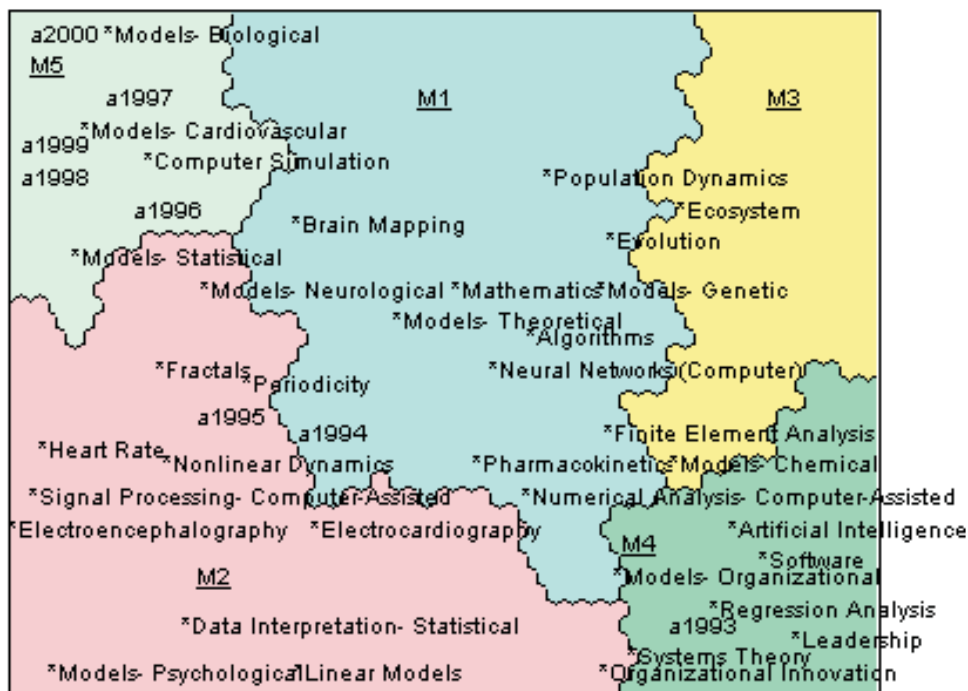 a2000 *Models- Biological
M5
a1997
M1
M3
*Models- Cardiovascular
a1999
*Computer Simulation
a1998
*Population Dynamics
a1996
*Ecosystem
*Brain Mapping
*Evolution
*Models- Statistical
*Models- Neurological *Mathematics *Models- Genetic
*Models- Theoretical
*Algorithms
*Fractals
*Neural Networks (Computer)
*Periodicity
a1995
a1994
*Finite Element Analysis
*Heart Rate
*Nonlinear Dynamics
*Pharmacokinetics *Models- Chemical
*Signal Processing- Computer-Assisted
*Numerical Analysis- Computer-Assisted
*Electroencephalography
*Electrocardiography
*Artificial Intelligence
M4
*Software
M2
*Models- Organizational
*Regression Analysis
*Data Interpretation- Statistical
a1993
*Leadership
*Systems Theory
*Models- Psychological
*Linear Models
*Organizational Innovation